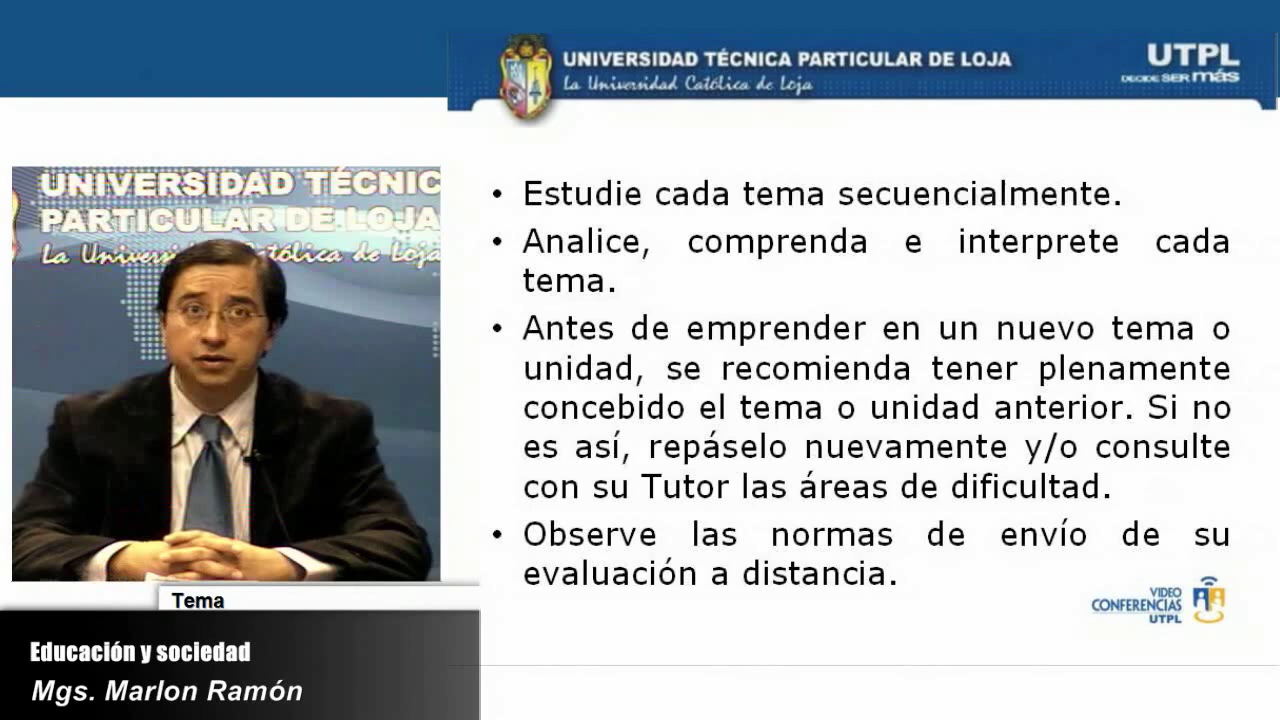 UNIVERSIDAD TÉCNICA PARTICULAR DE LOJA
La Universidad Católica de Loja
UTPL
DECIDE SER más
UNIVERSIDAD TÉCNIC
PARTICULAR DE LOJA
La Univers tólica de Loja
• Estudie cada tema secuencialmente.
• Analice, comprenda e interprete cada
tema.
• Antes de emprender en un nuevo tema o
unidad, se recomienda tener plenamente
concebido el tema o unidad anterior. Si no
es así, repáselo nuevamente y/o consulte
con su Tutor las áreas de dificultad.
• Observe las normas de envío de su
evaluación a distancia.
VIDEO
CONFERENCIAS
UTPL
Tema
Educación y sociedad
Mgs. Marlon Ramón